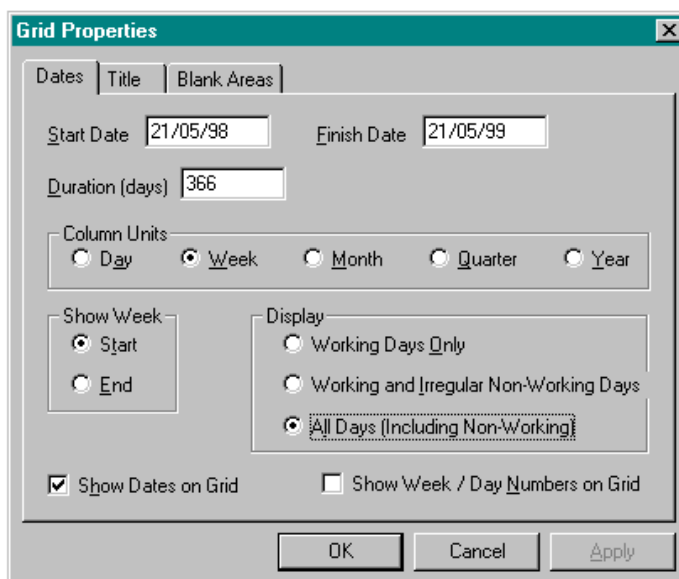 Grid Properties
Dates Title Blank Areas
Start Date 21/05/98 Finish Date 21/05/99
Duration (days) 366
Column Units
Day Week Month Quarter Year
Show Week Display
Start Working Days Only
End Working and Irregular Non-Working Days
All Days (Including Non-Working)
Show Dates on Grid Show Week / Day Numbers on Grid
OK Cancel Apply